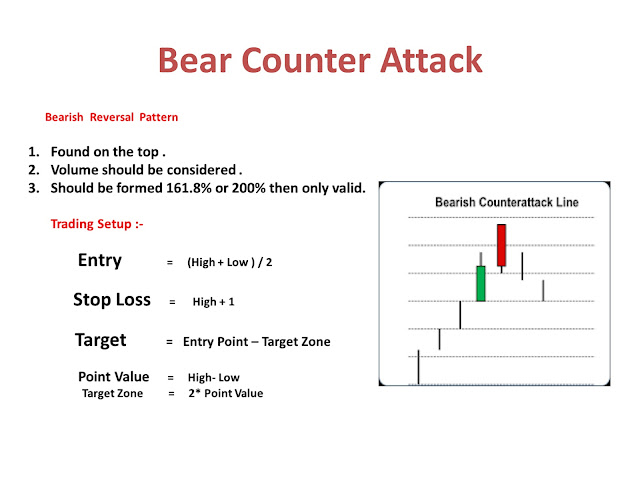 Bear Counter Attack
Bearish Reversal Pattern
1. Found on the top .
2. Volume should be considered .
3. Should be formed 161.8% or 200% then only valid.
Trading Setup :-
Entry = (High + Low ) / 2
Stop Loss = High + 1
Target = Entry Point – Target Zone
Point Value = High- Low
Target Zone = 2* Point Value
Bearish Counterattack Line